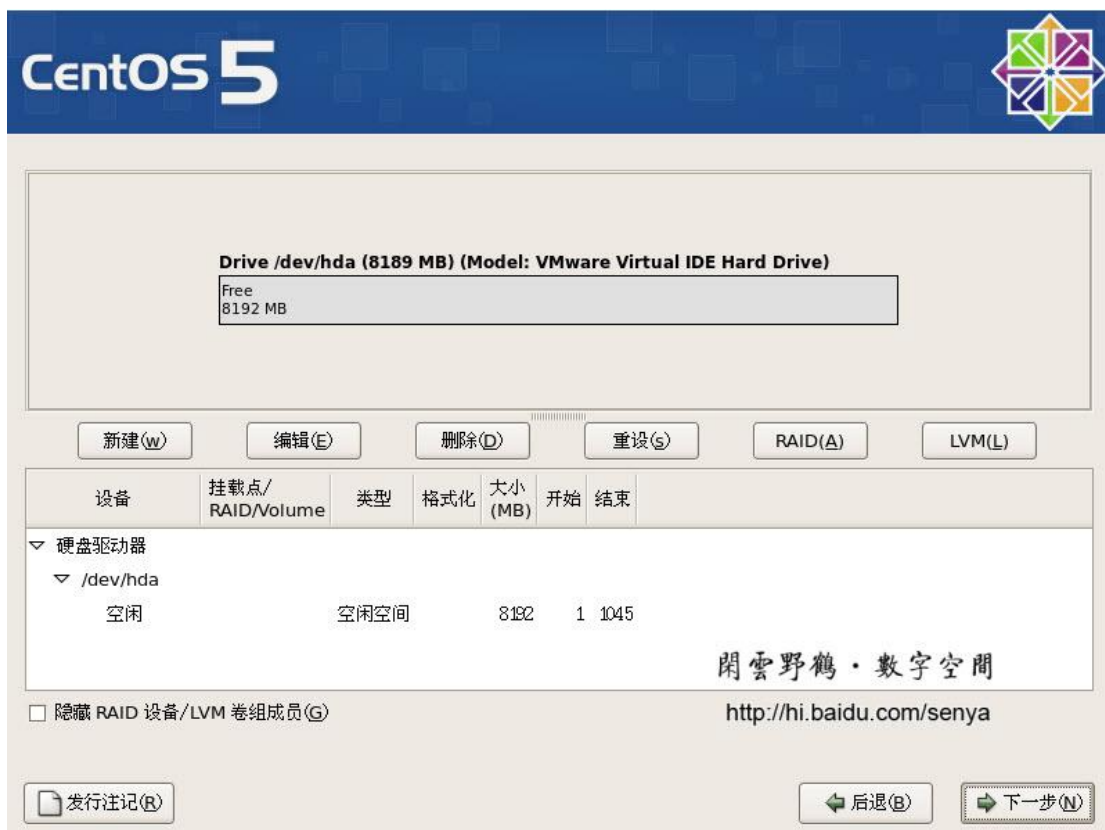 CentOS 5
Drive /dev/hda (8189 MB) (Model: VMware Virtual IDE Hard Drive)
Free
8192 MB
新建(w) 编辑(E) 删除(D) 重设(s) RAID(A) LVM(L)
设备 挂载点/ RAID/Volume 类型 格式化 大小 (MB) 开始 结束
硬盘驱动器
/dev/hda
空闲 空闲空间 8192 1 1045
閑雲野鶴·數字空間
隐藏 RAID 设备/LVM 卷组成员(G)
http://hi.baidu.com/senya
发行注记(R) 后退(B) 下一步(N)